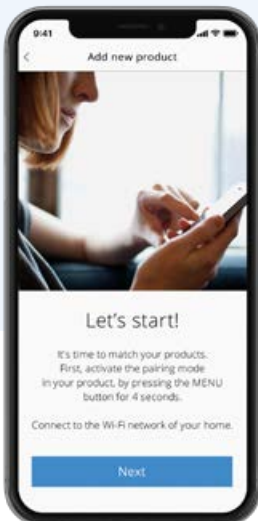 9:41
Add new product
Let's start!
It's time to match your products.
First, activate the pairing mode
in your product, by pressing the MENU
button for 4 seconds.
Connect to the Wi-Fi network of your home.
Next